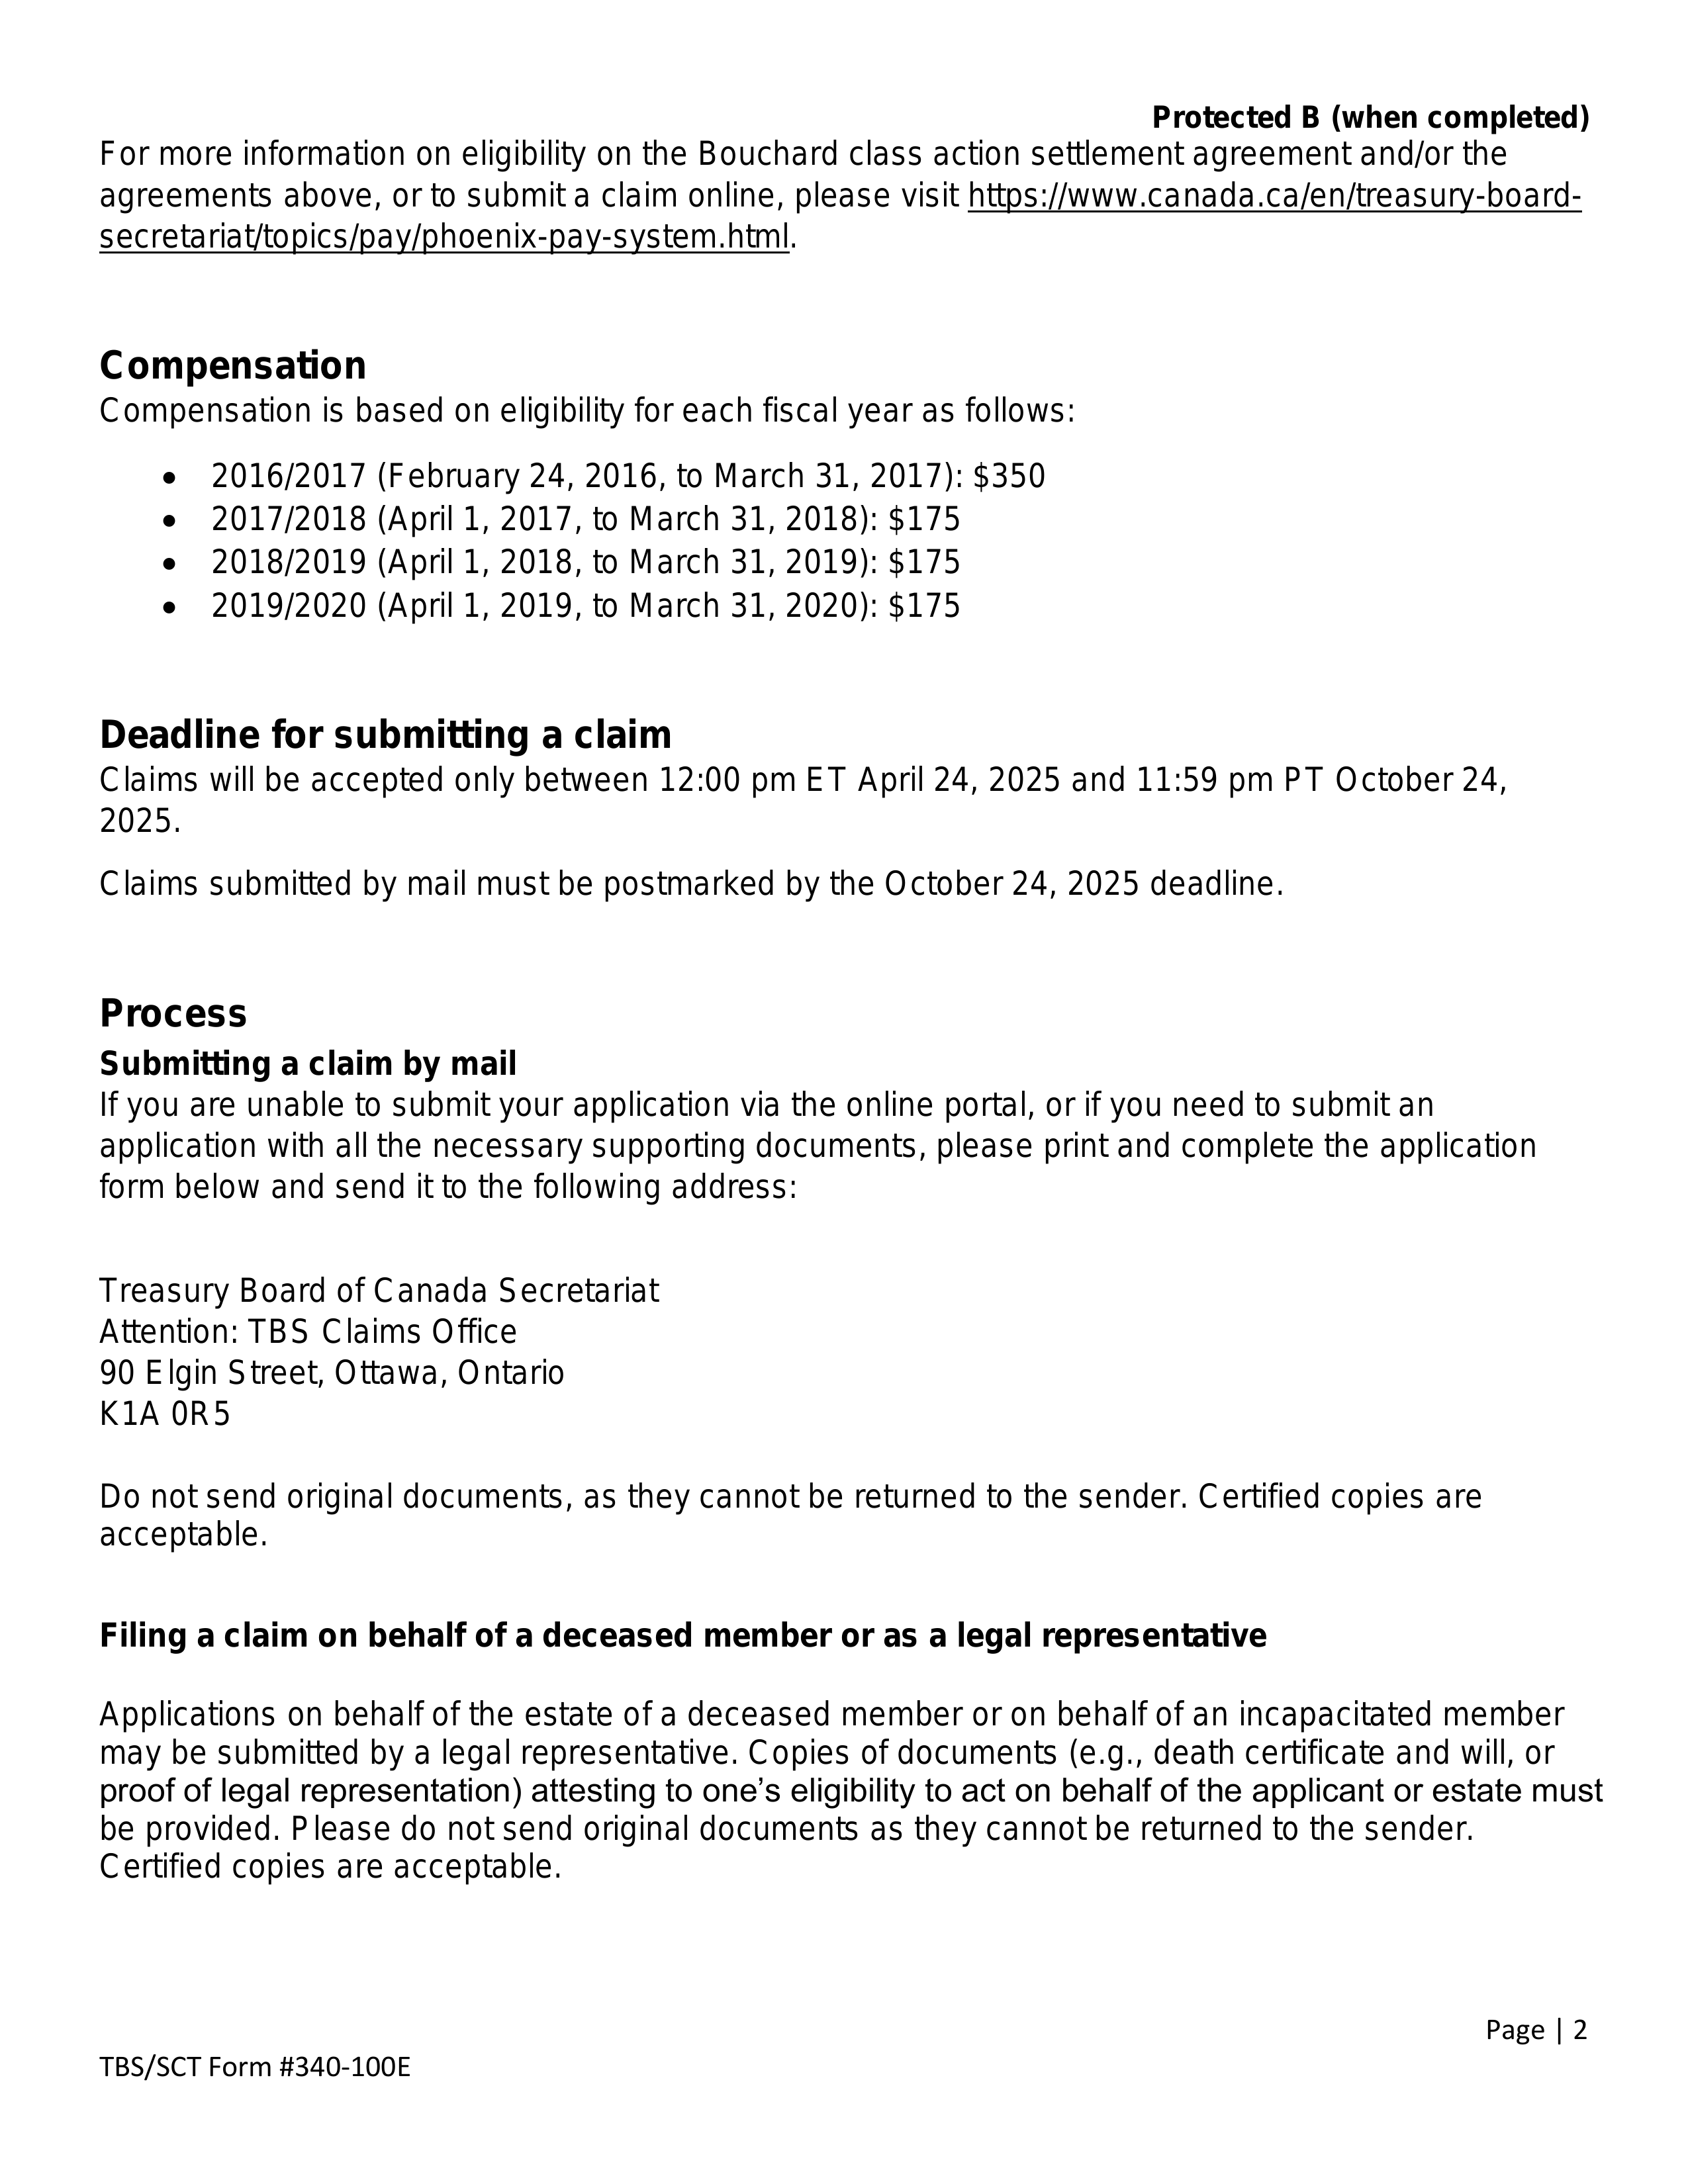 Protected B (when completed)
For more information on eligibility on the Bouchard class action settlement agreement and/or the
agreements above, or to submit a claim online, please visit https://www.canada.ca/en/treasury-board-
secretariat/topics/pay/phoenix-pay-system.html.
Compensation
Compensation is based on eligibility for each fiscal year as follows:
• 2016/2017 (February 24, 2016, to March 31, 2017): $350
• 2017/2018 (April 1, 2017, to March 31, 2018): $175
• 2018/2019 (April 1, 2018, to March 31, 2019): $175
• 2019/2020 (April 1, 2019, to March 31, 2020): $175
Deadline for submitting a claim
Claims will be accepted only between 12:00 pm ET April 24, 2025 and 11:59 pm PT October 24,
2025.
Claims submitted by mail must be postmarked by the October 24, 2025 deadline.
Process
Submitting a claim by mail
If you are unable to submit your application via the online portal, or if you need to submit an
application with all the necessary supporting documents, please print and complete the application
form below and send it to the following address:
Treasury Board of Canada Secretariat
Attention: TBS Claims Office
90 Elgin Street, Ottawa, Ontario
K1A 0R5
Do not send original documents, as they cannot be returned to the sender. Certified copies are
acceptable.
Filing a claim on behalf of a deceased member or as a legal representative
Applications on behalf of the estate of a deceased member or on behalf of an incapacitated member
may be submitted by a legal representative. Copies of documents (e.g., death certificate and will, or
proof of legal representation) attesting to one’s eligibility to act on behalf of the applicant or estate must
be provided. Please do not send original documents as they cannot be returned to the sender.
Certified copies are acceptable.
Page | 2
TBS/SCT Form #340-100E